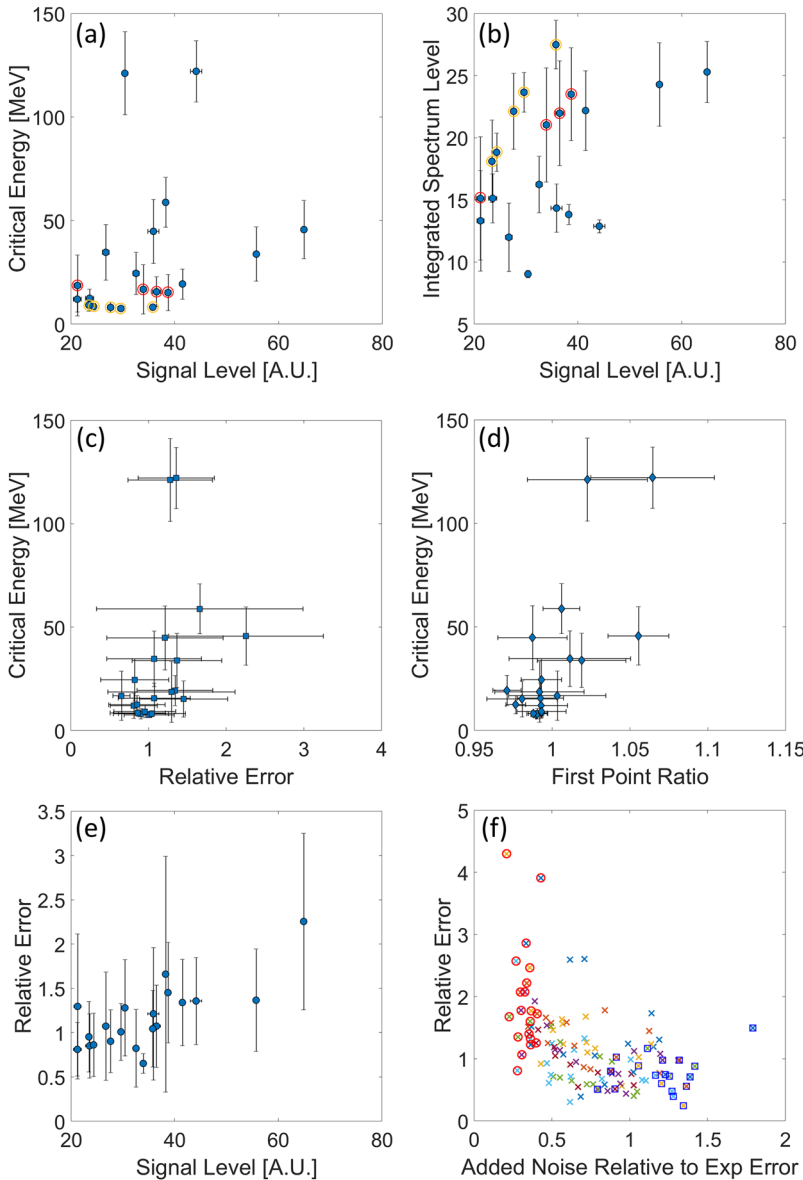 (a)
Critical Energy [MeV]
150
100
50
0
20 40 60 80
Signal Level [A.U.]
(b)
Integrated Spectrum Level
30
25
20
15
10
5
20 40 60 80
Signal Level [A.U.]
(c)
Critical Energy [MeV]
150
100
50
0
0 1 2 3 4
Relative Error
(d)
Critical Energy [MeV]
150
100
50
0
0.95 1 1.05 1.1 1.15
First Point Ratio
(e)
Relative Error
3.5
3
2.5
2
1.5
1
0.5
0
20 40 60 80
Signal Level [A.U.]
(f)
Relative Error
5
4
3
2
1
0
0 0.5 1 1.5 2
Added Noise Relative to Exp Error